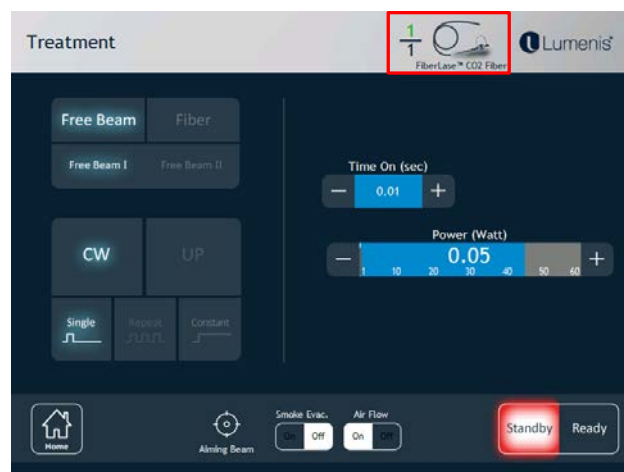 Treatment
1
1
FiberLase™ CO2 Fiber
Lumenis
Free Beam
Fiber
Free Beam I
Free Beam II
Time On (sec)
0.01
Power (Watt)
0.05
1 10 20 30 40 50 60
CW
UP
Single
Repeat
Constant
Home
Aiming Beam
Smoke Evac.
On Off
Air Flow
On Off
Standby
Ready